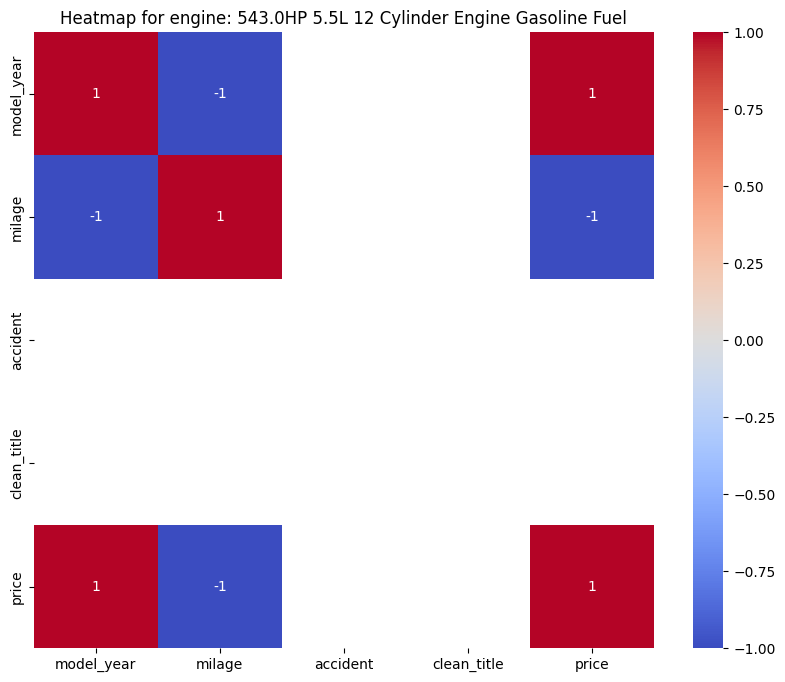 Heatmap for engine: 543.0HP 5.5L 12 Cylinder Engine Gasoline Fuel
model_year 1 -1 1
milage -1 1 -1
accident
clean_title
price 1 -1 1
model_year milage accident clean_title price
1.00
0.75
0.50
0.25
0.00
−0.25
−0.50
−0.75
−1.00